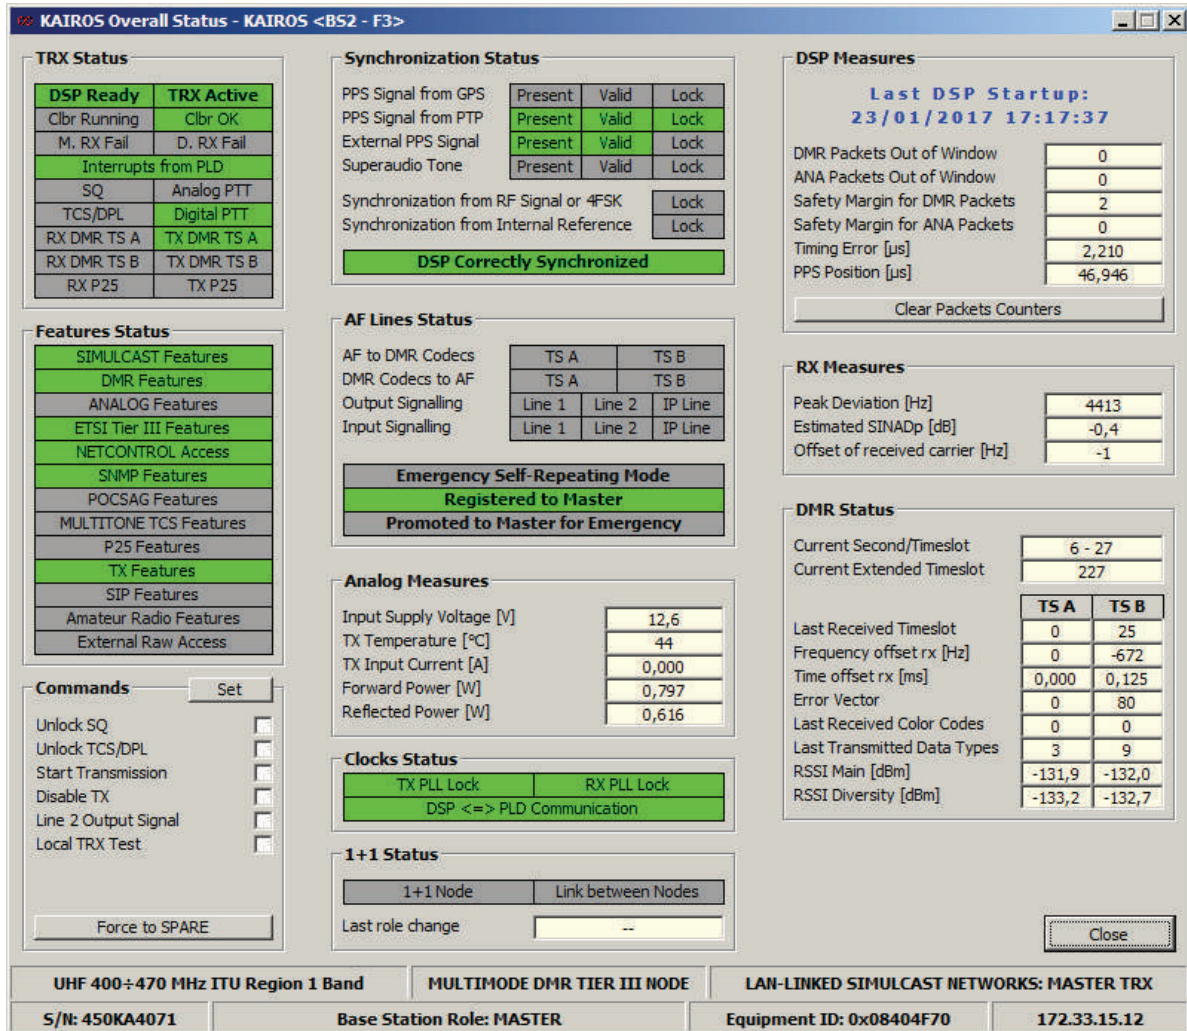 KAIROS Overall Status - KAIROS <BS2 - F3>
TRX Status
DSP Ready TRX Active
Clbr Running Clbr OK
M. RX Fail D. RX Fail
Interrupts from PLD
SQ Analog PTT
TCS/DPL Digital PTT
RX DMR TS A TX DMR TS A
RX DMR TS B TX DMR TS B
RX P25 TX P25
Features Status
SIMULCAST Features
DMR Features
ANALOG Features
ETSI Tier III Features
NETCONTROL Access
SNMP Features
POCSAG Features
MULTITONE TCS Features
P25 Features
TX Features
SIP Features
Amateur Radio Features
External Raw Access
Commands Set
Unlock SQ
Unlock TCS/DPL
Start Transmission
Disable TX
Line 2 Output Signal
Local TRX Test
Force to SPARE
Synchronization Status
PPS Signal from GPS Present Valid Lock
PPS Signal from PTP Present Valid Lock
External PPS Signal Present Valid Lock
Superaudio Tone Present Valid Lock
Synchronization from RF Signal or 4FSK Lock
Synchronization from Internal Reference Lock
DSP Correctly Synchronized
AF Lines Status
AF to DMR Codecs TS A TS B
DMR Codecs to AF TS A TS B
Output Signalling Line 1 Line 2 IP Line
Input Signalling Line 1 Line 2 IP Line
Emergency Self-Repeating Mode
Registered to Master
Promoted to Master for Emergency
Analog Measures
Input Supply Voltage [V] 12,6
TX Temperature [°C] 44
TX Input Current [A] 0,000
Forward Power [W] 0,797
Reflected Power [W] 0,616
Clocks Status
TX PLL Lock RX PLL Lock
DSP <=> PLD Communication
1+1 Status
1+1 Node Link between Nodes
Last role change --
DSP Measures
Last DSP Startup:
23/01/2017 17:17:37
DMR Packets Out of Window 0
ANA Packets Out of Window 0
Safety Margin for DMR Packets 2
Safety Margin for ANA Packets 0
Timing Error [µs] 2,210
PPS Position [µs] 46,946
Clear Packets Counters
RX Measures
Peak Deviation [Hz] 4413
Estimated SINADp [dB] -0,4
Offset of received carrier [Hz] -1
DMR Status
Current Second/Timeslot 6 - 27
Current Extended Timeslot 227
TS A TS B
Last Received Timeslot 0 25
Frequency offset rx [Hz] 0 -672
Time offset rx [ms] 0,000 0,125
Error Vector 0 80
Last Received Color Codes 0 0
Last Transmitted Data Types 3 9
RSSI Main [dBm] -131,9 -132,0
RSSI Diversity [dBm] -133,2 -132,7
Close
UHF 400÷470 MHz ITU Region 1 Band MULTIMODE DMR TIER III NODE LAN-LINKED SIMULCAST NETWORKS: MASTER TRX
S/N: 450KA4071 Base Station Role: MASTER Equipment ID: 0x08404F70 172.33.15.12